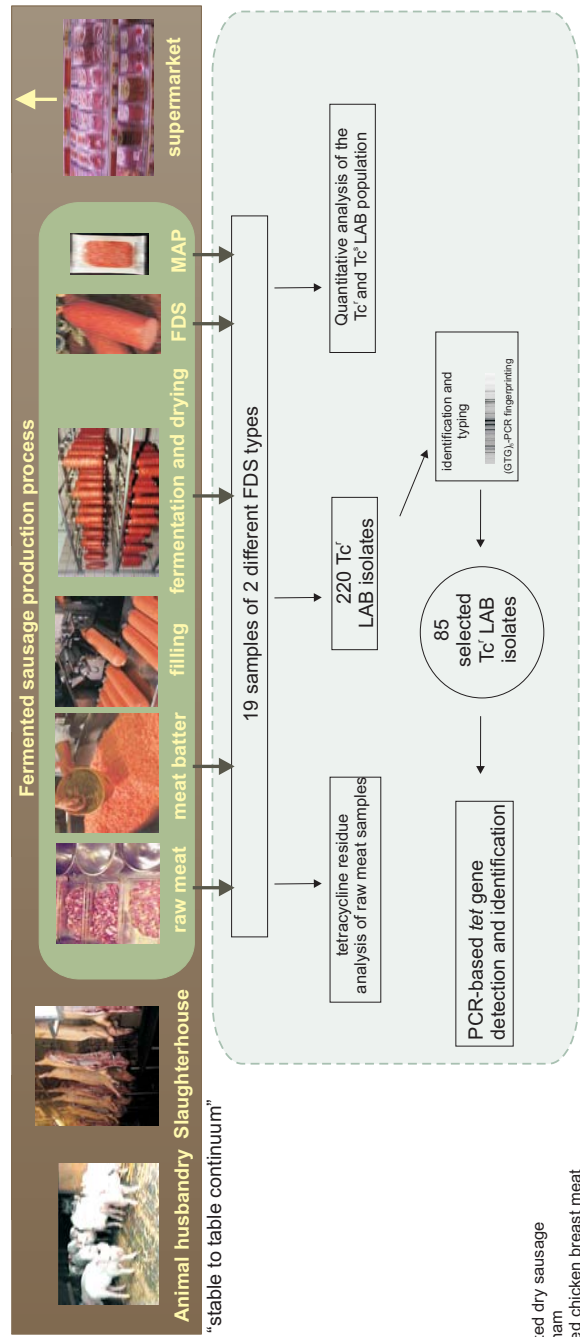 Fermented sausage production process
Animal husbandry
Slaughterhouse
raw meat
meat batter
filling
fermentation and drying
FDS
MAP
supermarket
“stable to table continuum”
19 samples of 2 different FDS types
tetracycline residue
analysis of raw meat samples
220 Tcʳ
LAB isolates
Quantitative analysis of the
Tcʳ and Tcˢ LAB population
identification and
typing
(GTG)₅-PCR fingerprinting
85
selected
Tcʳ LAB
isolates
PCR-based tet gene
detection and identification
dry sausage
chicken breast meat